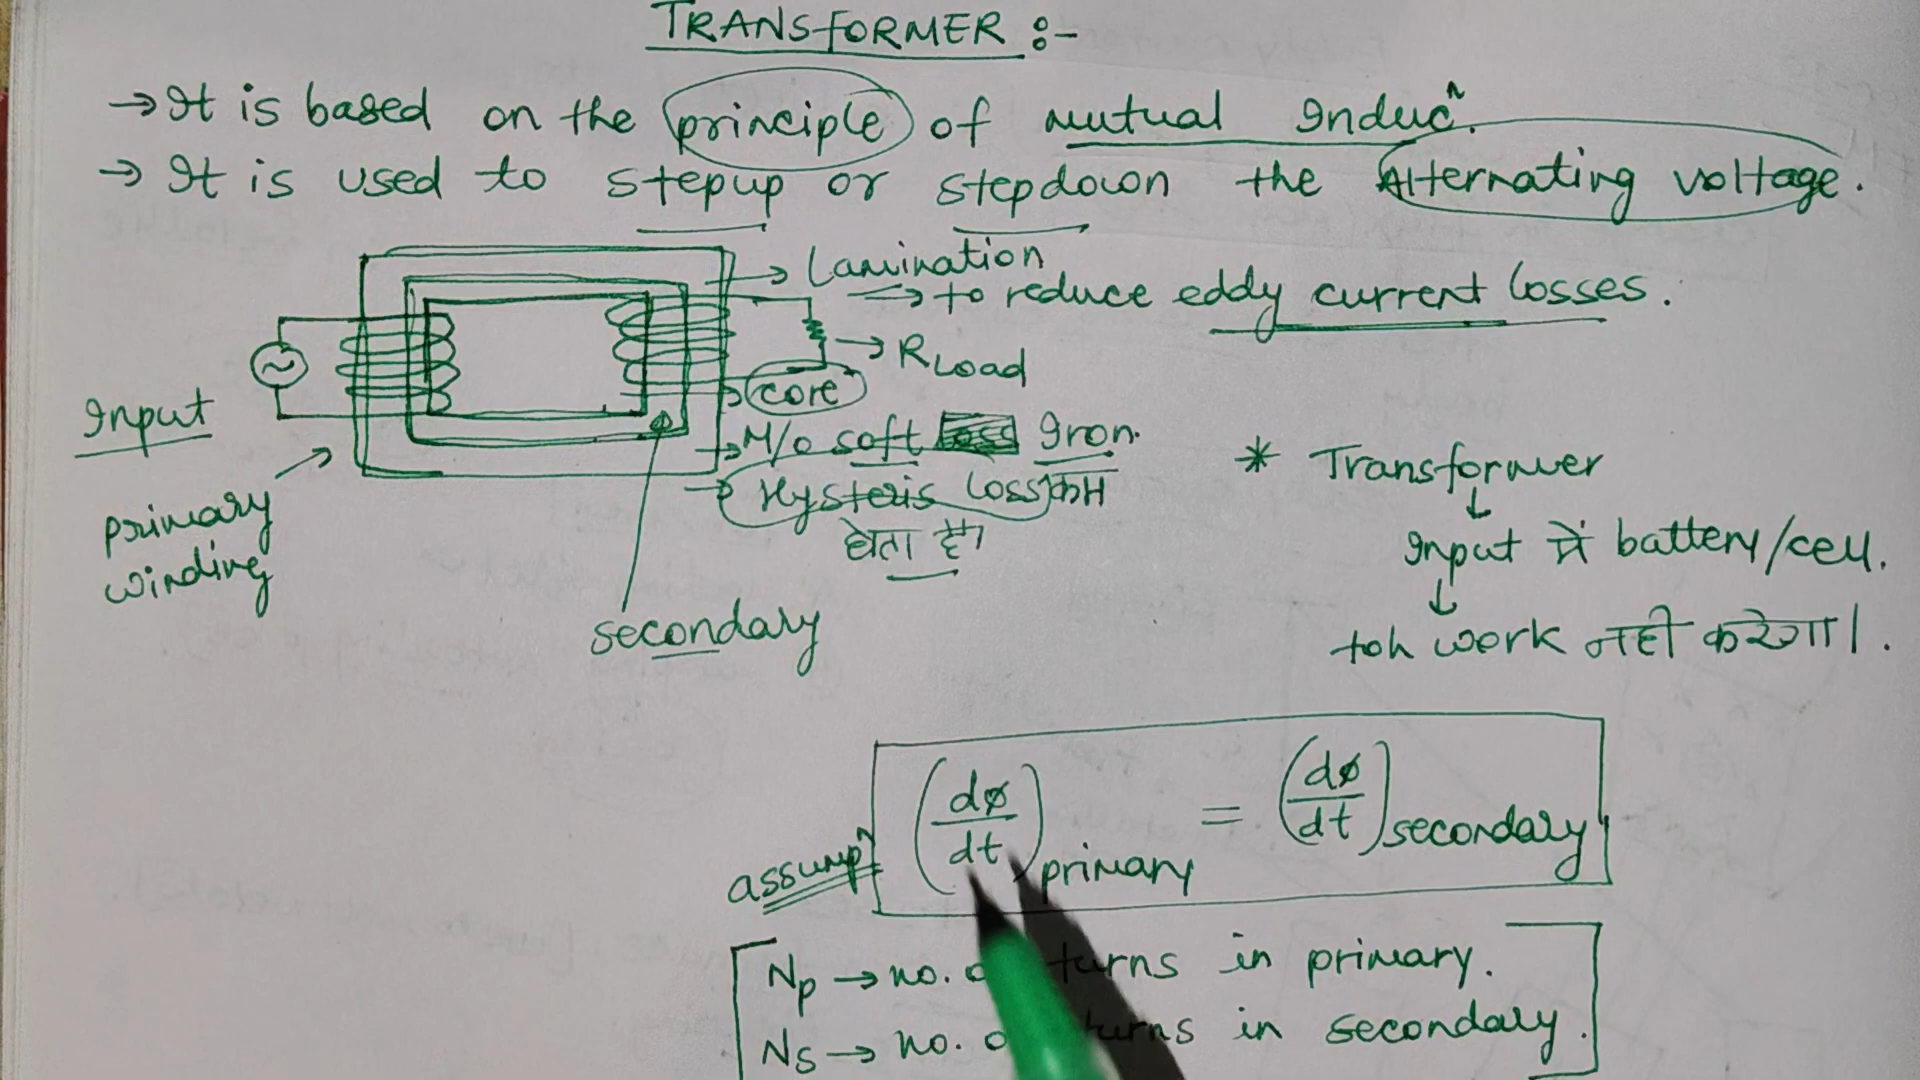 TRANSFORMER :-
→ It is based on the principle of mutual Inducⁿ.
→ It is used to stepup or stepdown the Alternating voltage.
→ Lamination
⇒ to reduce eddy current losses.
→ RLoad
→ core
Input
→ M/o soft Iron.
→ Hysteris Loss कम
होता है।
primary
winding
secondary
* Transformer
↓
Input में battery/cell.
↓
toh work नही करेगा।.
assumpⁿ (dø/dt)primary = (dø/dt)secondary
Np → no. o turns in primary.
Ns → no. o turns in secondary.